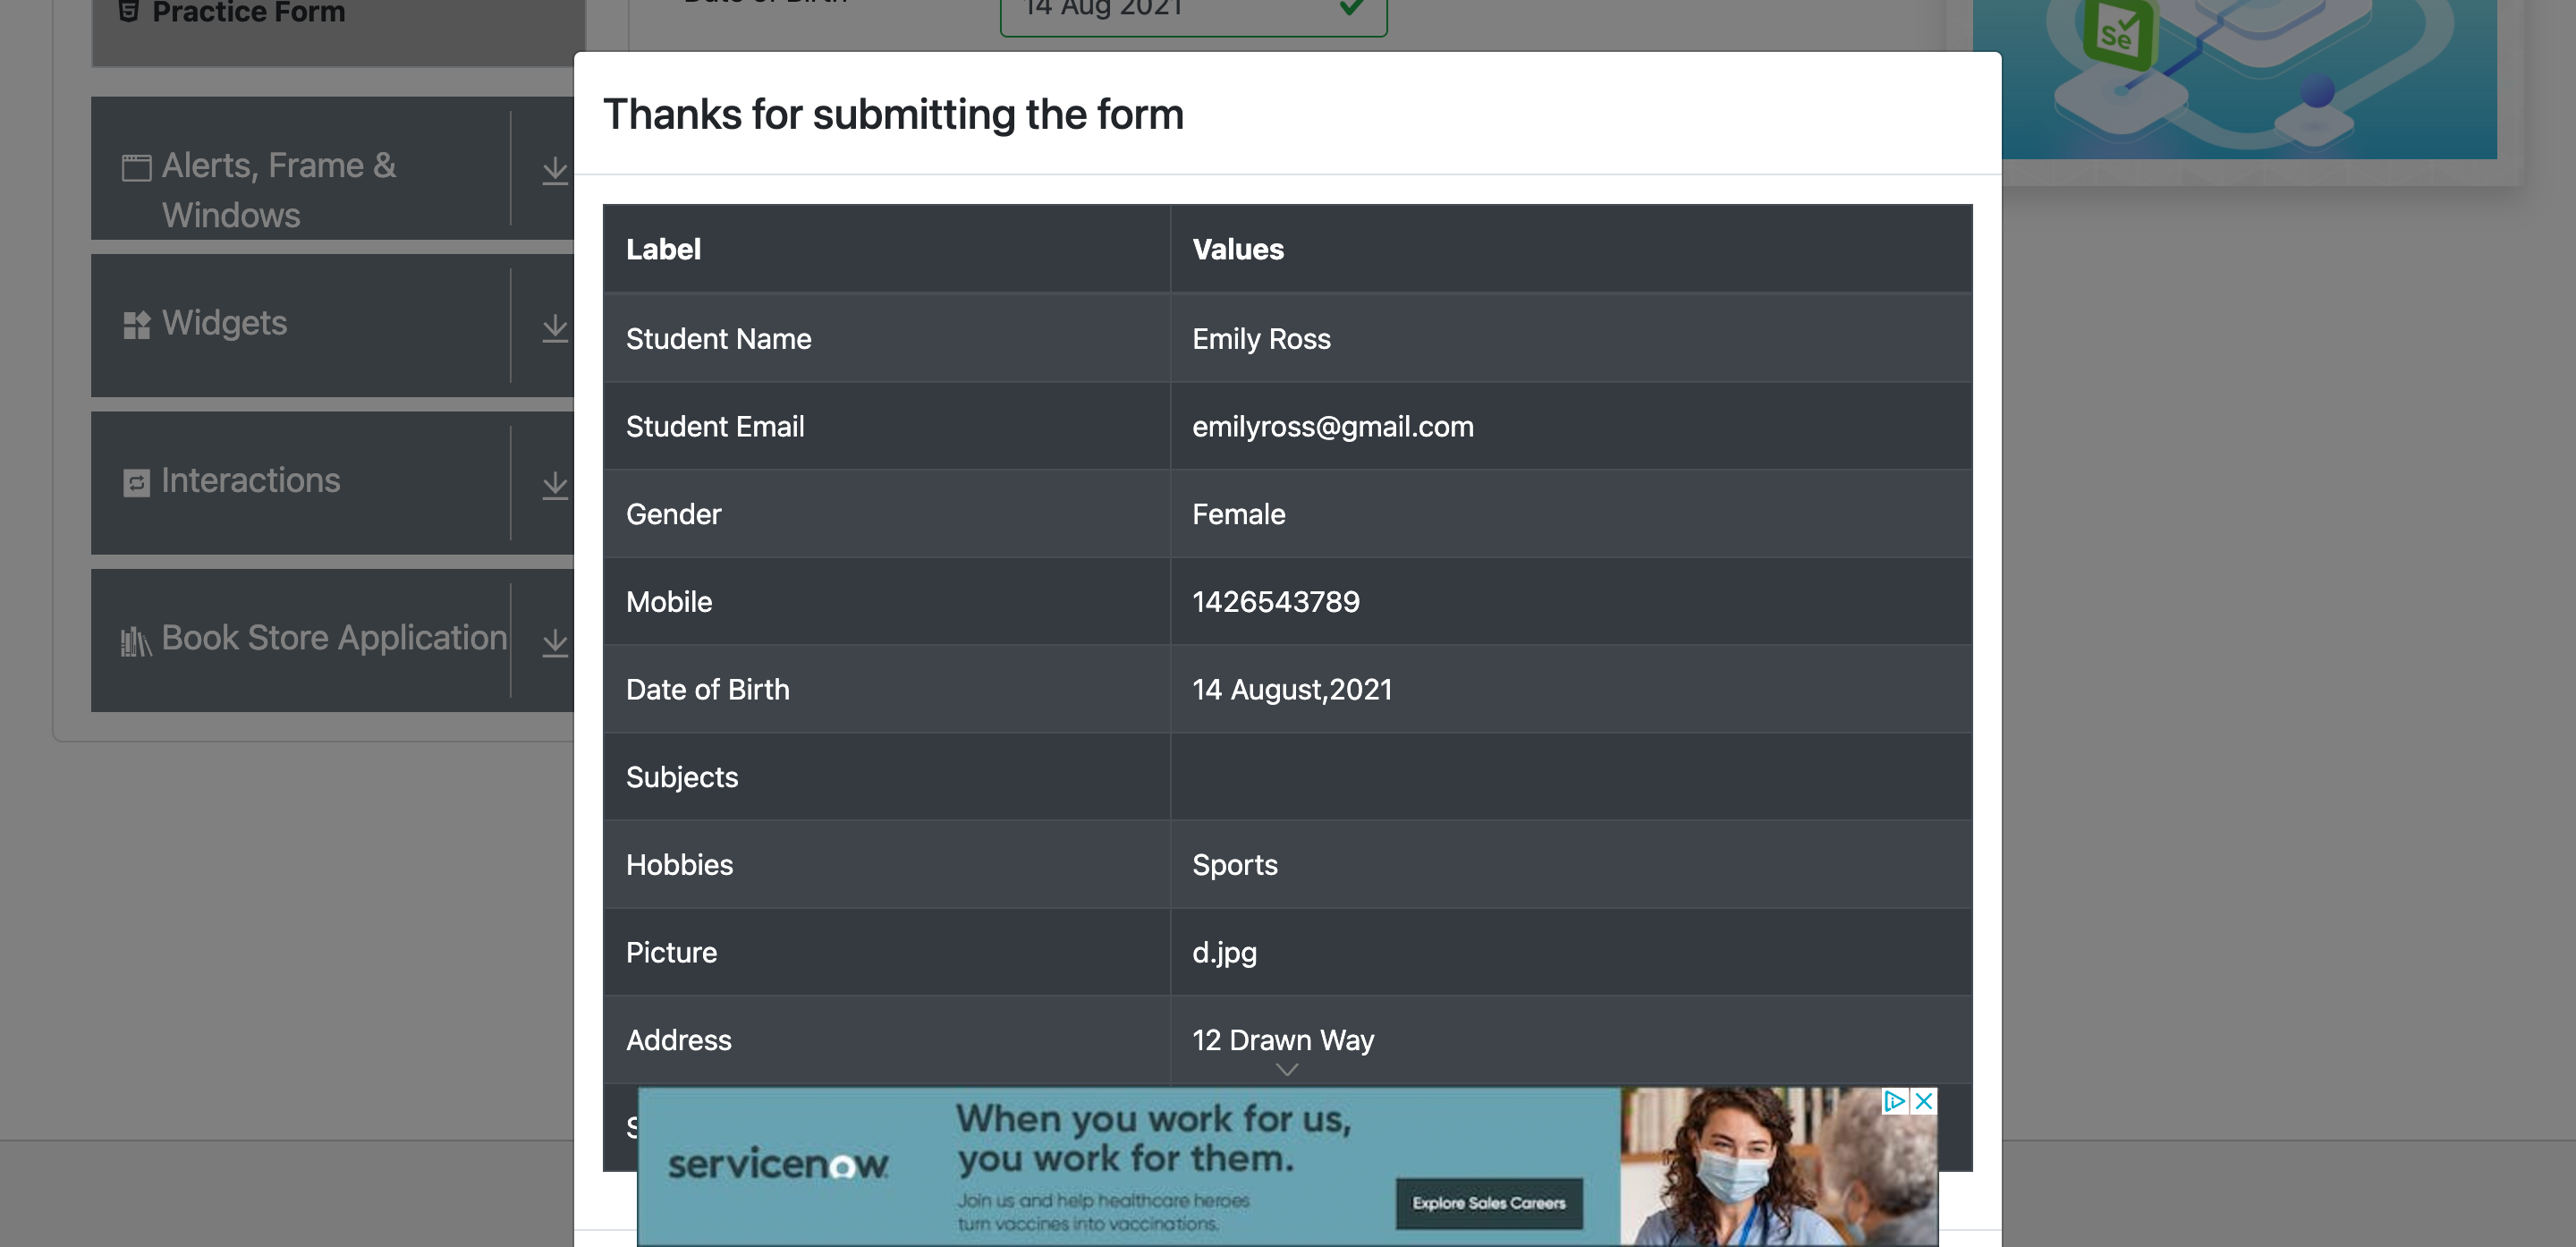 Practice Form
Date of Birth
14 Aug 2021
Se
Alerts, Frame &
Windows
Widgets
Interactions
Book Store Application
Thanks for submitting the form
Label Values
Student Name Emily Ross
Student Email emilyross@gmail.com
Gender Female
Mobile 1426543789
Date of Birth 14 August,2021
Subjects
Hobbies Sports
Picture d.jpg
Address 12 Drawn Way
servicenow
When you work for us,
you work for them.
Join us and help healthcare heroes
turn vaccines into vaccinations.
Explore Sales Careers